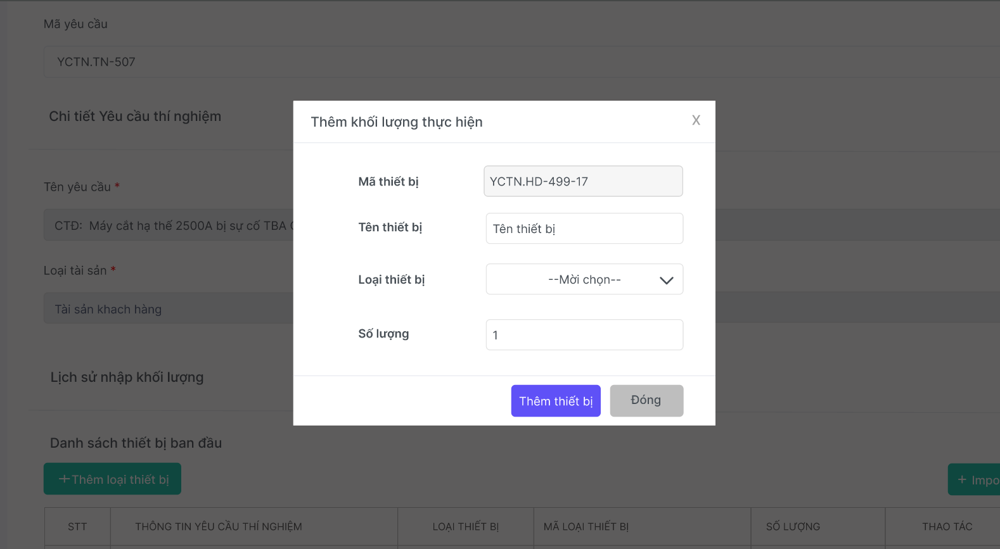 Mã yêu cầu
YCTN.TN-507
Chi tiết Yêu cầu thí nghiệm
Tên yêu cầu *
CTĐ: Máy cắt hạ thế 2500A bị sự cố TBA
Loại tài sản *
Tài sản khach hàng
Lịch sử nhập khối lượng
Danh sách thiết bị ban đầu
+Thêm loại thiết bị
+ Impo
STT THÔNG TIN YÊU CẦU THÍ NGHIỆM LOẠI THIẾT BỊ MÃ LOẠI THIẾT BỊ SỐ LƯỢNG THAO TÁC
Thêm khối lượng thực hiện X
Mã thiết bị YCTN.HD-499-17
Tên thiết bị Tên thiết bị
Loại thiết bị --Mời chọn--
Số lượng 1
Thêm thiết bị Đóng